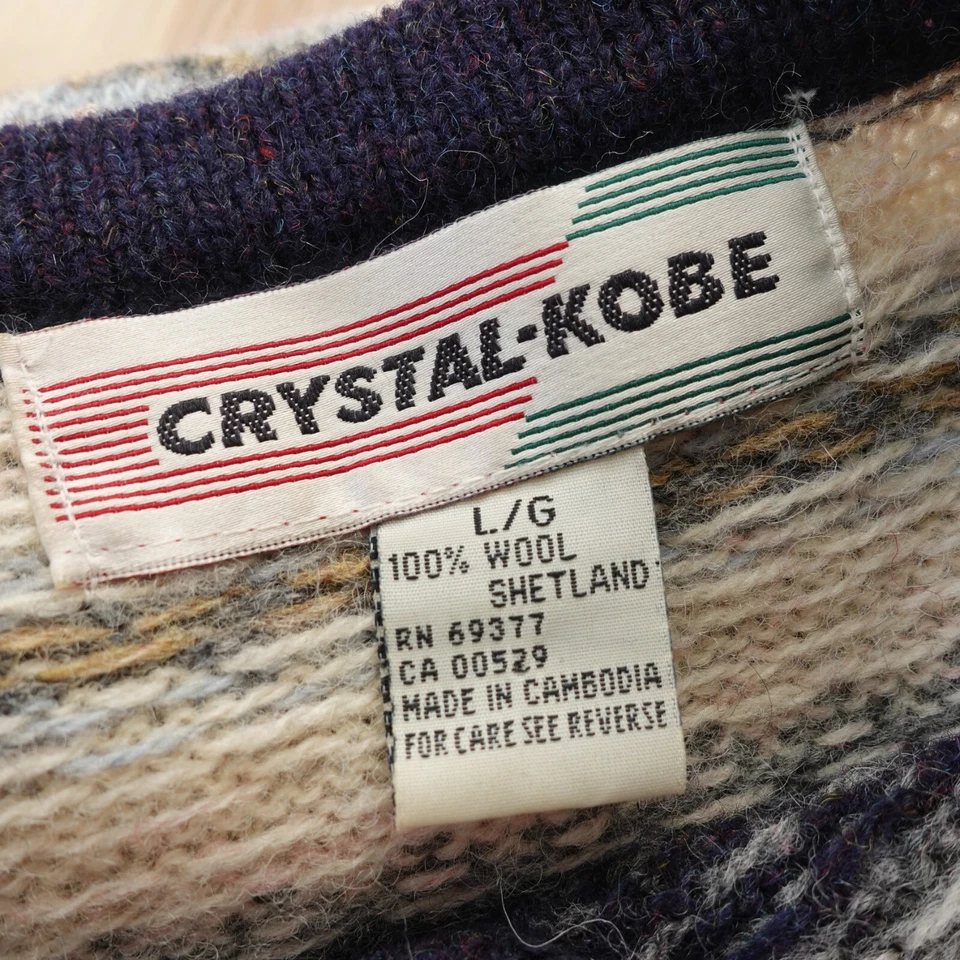 CRYSTAL-KOBE
L/G
100% WOOL
SHETLAND
RN 69377
CA 00529
MADE IN CAMBODIA
FOR CARE SEE REVERSE